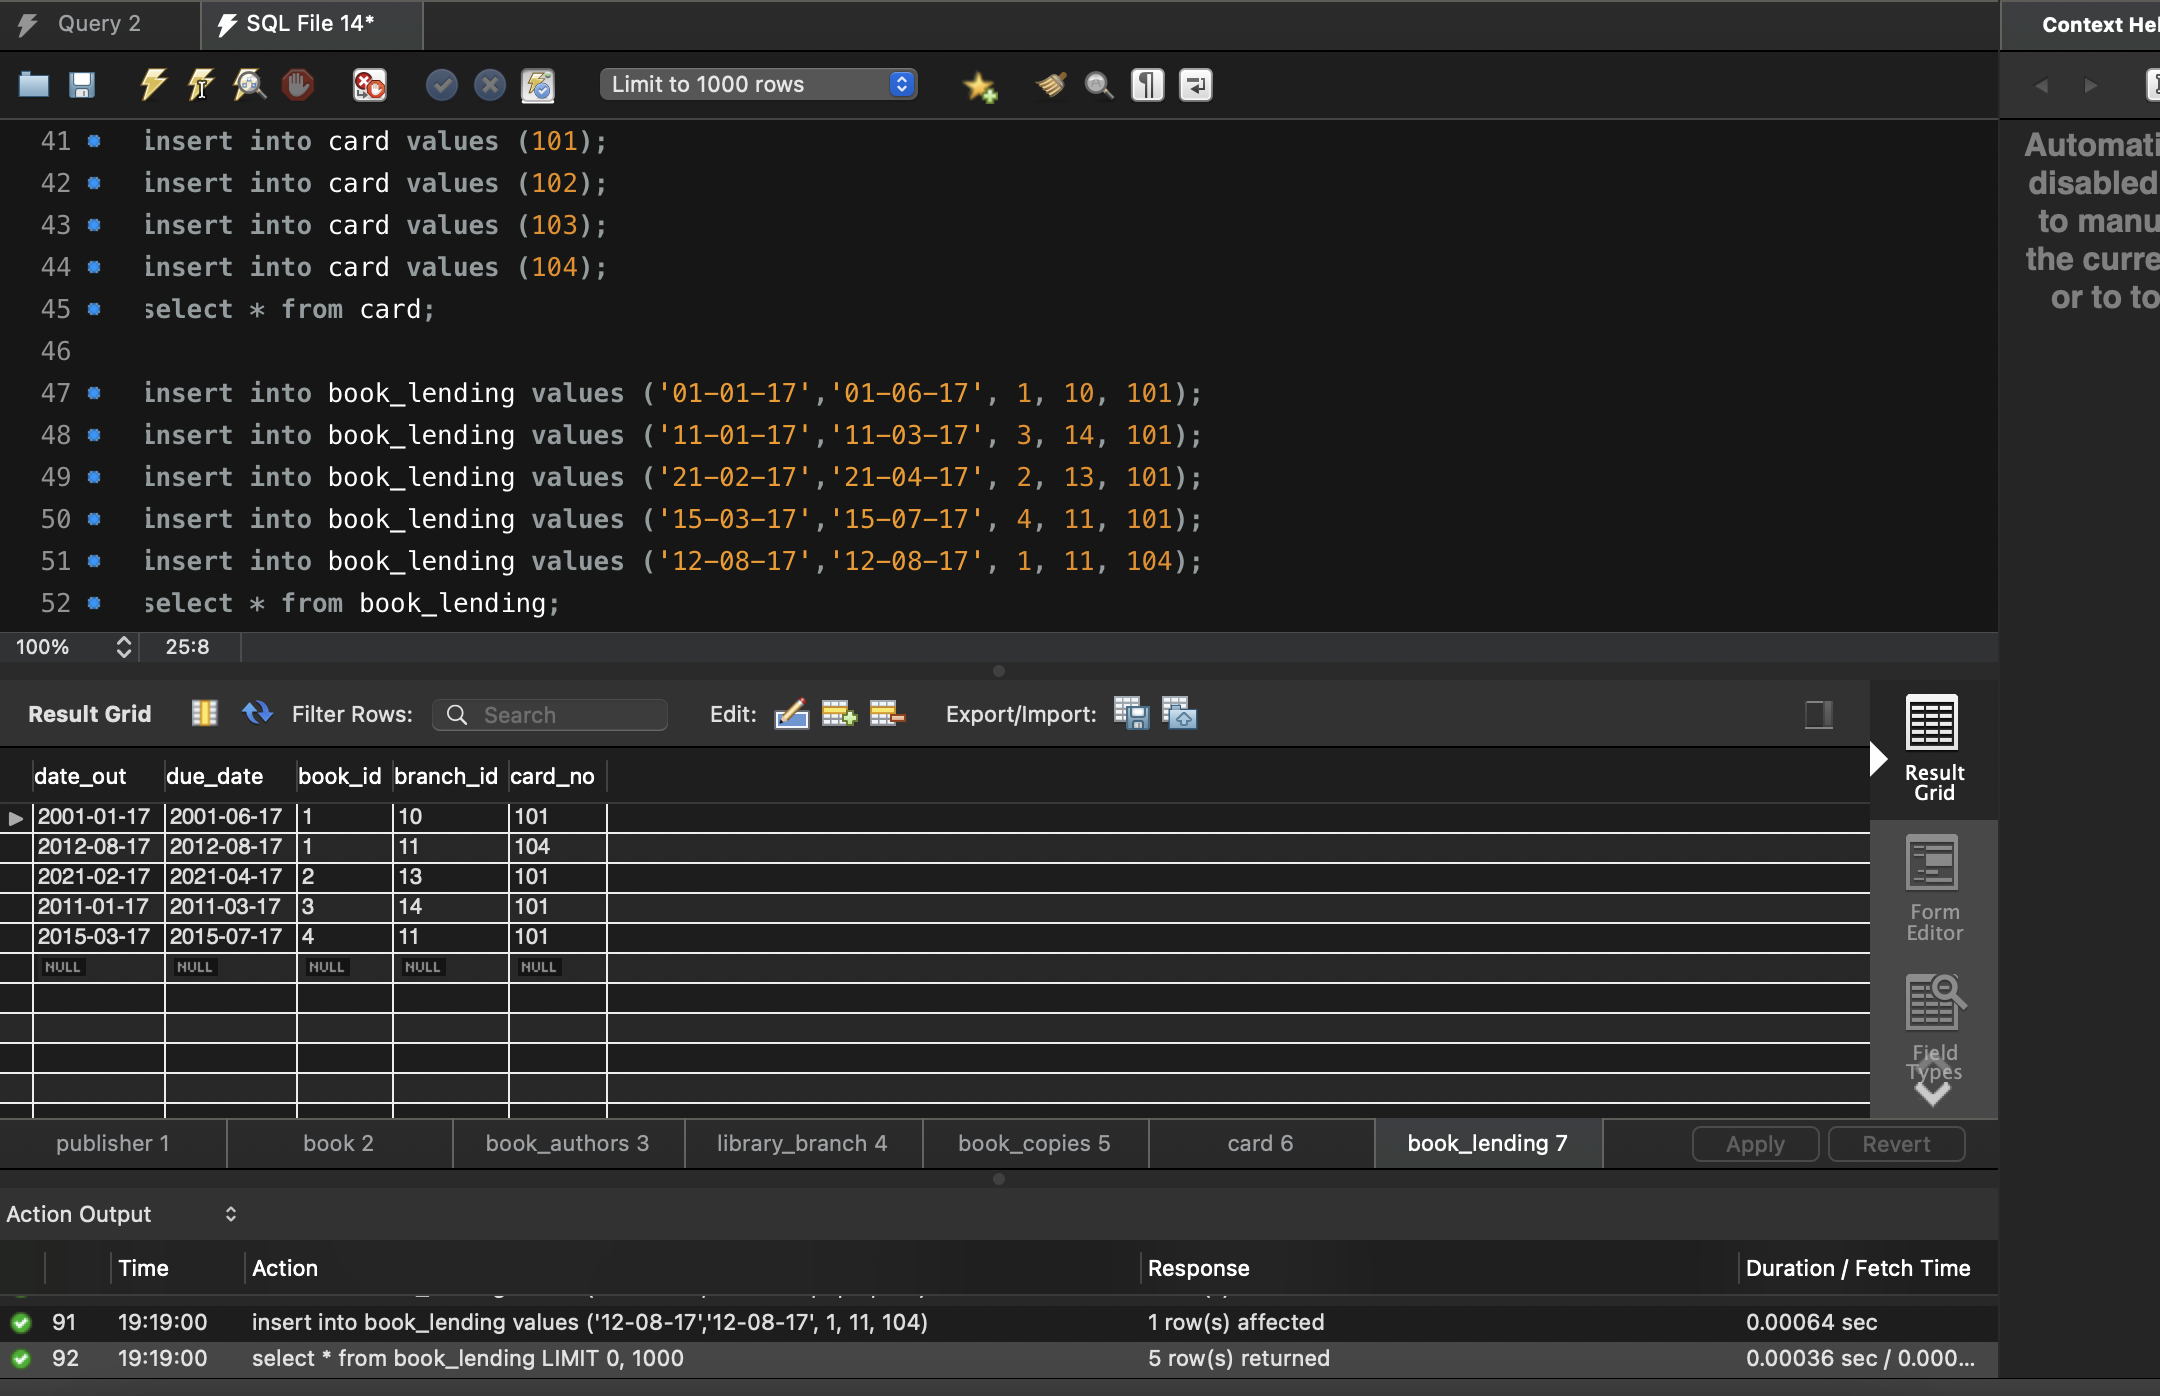 Query 2
SQL File 14*
Context Hel
Limit to 1000 rows
41 insert into card values (101);
42 insert into card values (102);
43 insert into card values (103);
44 insert into card values (104);
45 select * from card;
46
47 insert into book_lending values ('01-01-17','01-06-17', 1, 10, 101);
48 insert into book_lending values ('11-01-17','11-03-17', 3, 14, 101);
49 insert into book_lending values ('21-02-17','21-04-17', 2, 13, 101);
50 insert into book_lending values ('15-03-17','15-07-17', 4, 11, 101);
51 insert into book_lending values ('12-08-17','12-08-17', 1, 11, 104);
52 select * from book_lending;
Automati
disabled
to manu
the curre
or to to
100% 25:8
Result Grid Filter Rows: Search Edit: Export/Import:
date_out due_date book_id branch_id card_no
2001-01-17 2001-06-17 1 10 101
2012-08-17 2012-08-17 1 11 104
2021-02-17 2021-04-17 2 13 101
2011-01-17 2011-03-17 3 14 101
2015-03-17 2015-07-17 4 11 101
NULL NULL NULL NULL NULL
Result
Grid
Form
Editor
Field
Types
publisher 1 book 2 book_authors 3 library_branch 4 book_copies 5 card 6 book_lending 7 Apply Revert
Action Output
Time Action Response Duration / Fetch Time
91 19:19:00 insert into book_lending values ('12-08-17','12-08-17', 1, 11, 104) 1 row(s) affected 0.00064 sec
92 19:19:00 select * from book_lending LIMIT 0, 1000 5 row(s) returned 0.00036 sec / 0.000...